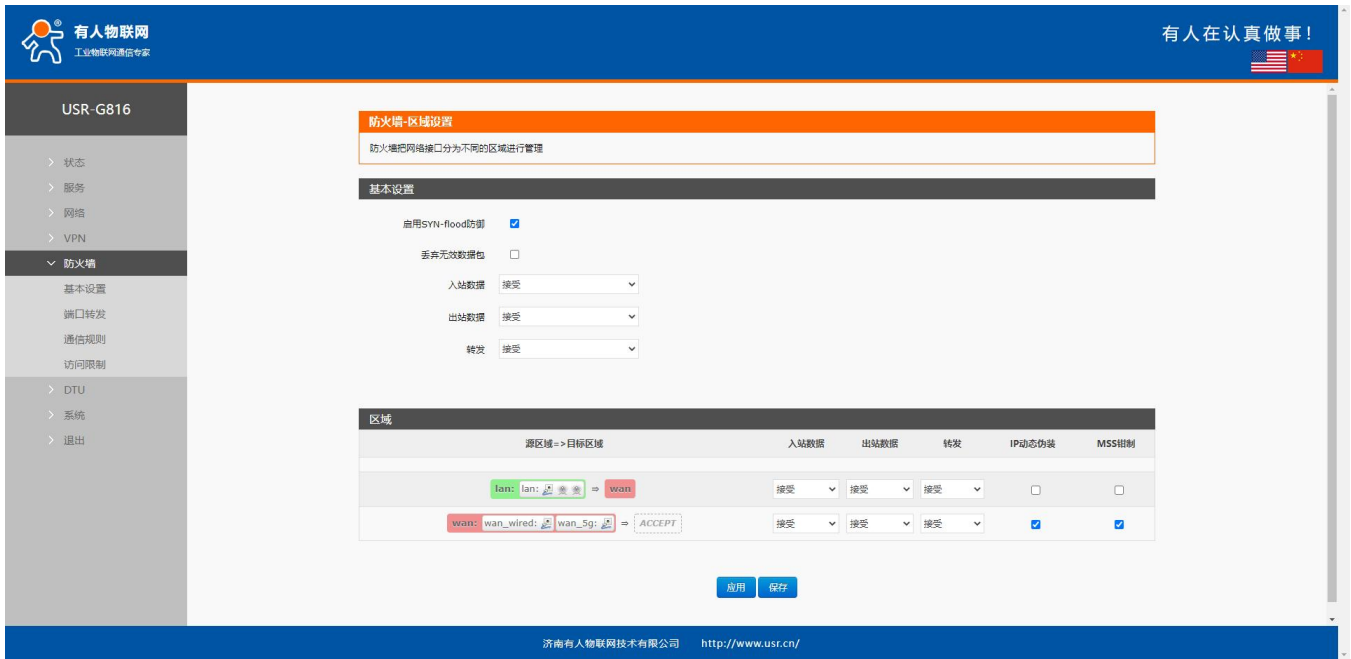 有人物联网
工业物联网通信专家
有人在认真做事!
USR-G816
状态
服务
网络
VPN
防火墙
基本设置
端口转发
通信规则
访问限制
DTU
系统
退出
防火墙-区域设置
防火墙把网络接口分为不同的区域进行管理
基本设置
启用SYN-flood防御
丢弃无效数据包
入站数据 接受
出站数据 接受
转发 接受
区域
源区域=>目标区域 入站数据 出站数据 转发 IP动态伪装 MSS钳制
lan: lan: ⇒ wan 接受 接受 接受
wan: wan_wired: wan_5g: ⇒ ACCEPT 接受 接受 接受
应用 保存
济南有人物联网技术有限公司 http://www.usr.cn/